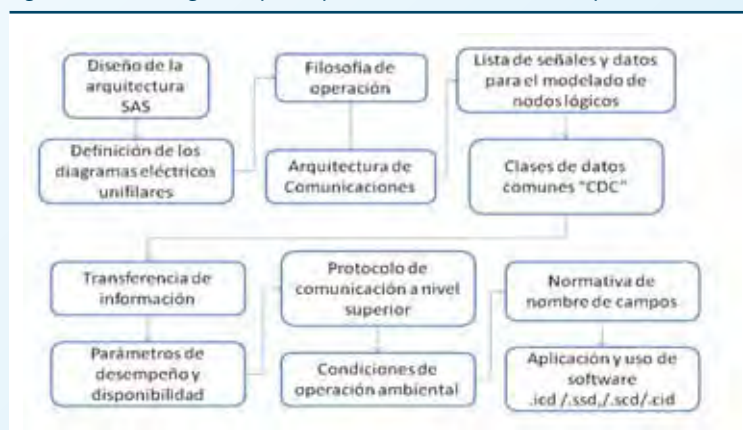 Diseño de la
arquitectura
SAS
Definición de los
diagramas eléctricos
unifilares
Filosofía de
operación
Arquitectura de
Comunicaciones
Lista de señales y datos
para el modelado de
nodos lógicos
Clases de datos
comunes "CDC"
Transferencia de
información
Parámetros de
desempeño y
disponibilidad
Protocolo de
comunicación a nivel
superior
Condiciones de
operación ambiental
Normativa de
nombre de campos
Aplicación y uso de
software
.icd /.ssd,/.scd/.cid